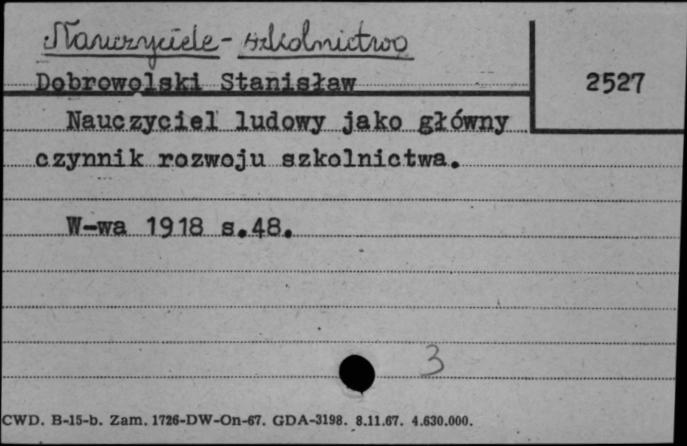 Nauczyciele - szkolnictwo
Dobrowolski Stanisław
2527
Nauczyciel ludowy jako główny
czynnik rozwoju szkolnictwa.
W-wa 1918 s.48.
3
CWD. B-15-b. Zam. 1726-DW-On-67. GDA-3198. 8.11.67. 4.630.000.